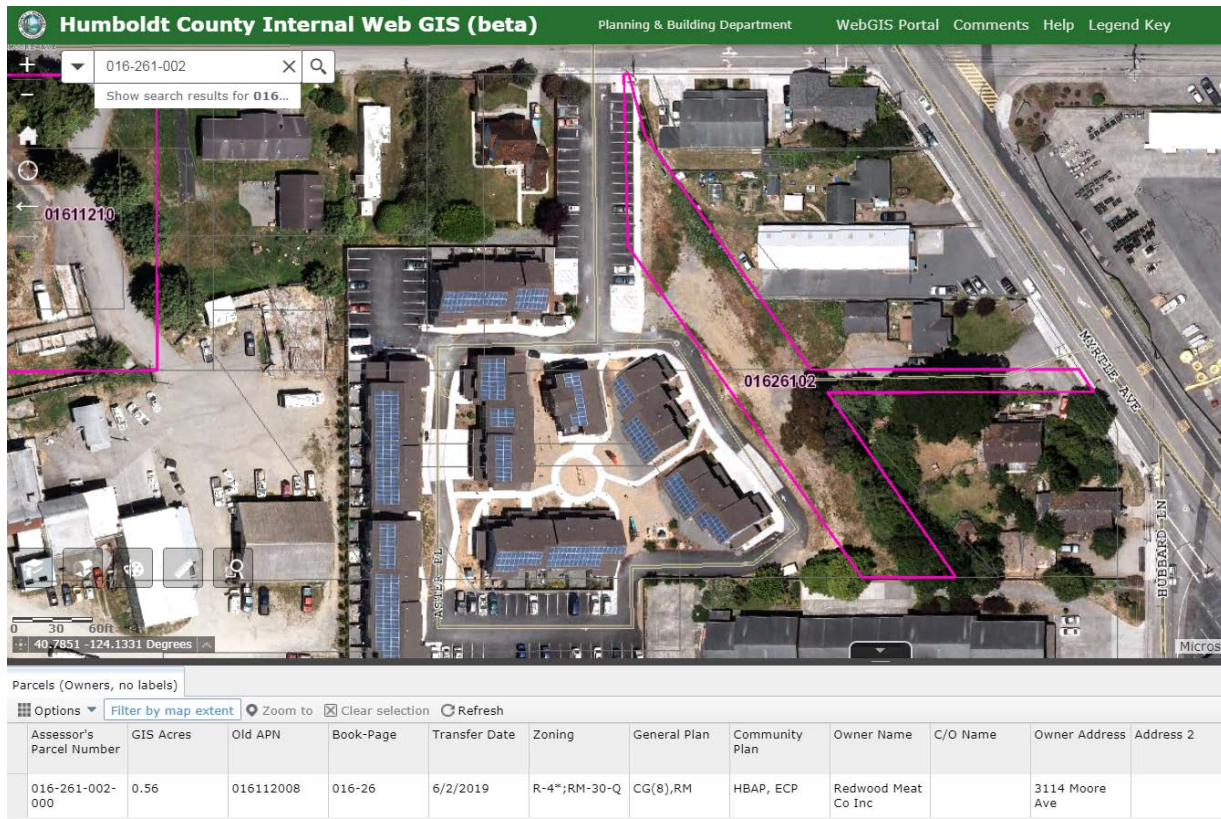 Humboldt County Internal Web GIS (beta)
Planning & Building Department
WebGIS Portal Comments Help Legend Key
016-261-002
Show search results for 016...
01611210
01626102
MYRTLE AVE
HUBBARD LN
ASTER PL
0 30 60ft
40.7851 -124.1331 Degrees
Micros
Parcels (Owners, no labels)
Options Filter by map extent Zoom to Clear selection Refresh
Assessor's Parcel Number GIS Acres Old APN Book-Page Transfer Date Zoning General Plan Community Plan Owner Name C/O Name Owner Address Address 2
016-261-002-000 0.56 016112008 016-26 6/2/2019 R-4*;RM-30-Q CG(8),RM HBAP, ECP Redwood Meat Co Inc 3114 Moore Ave